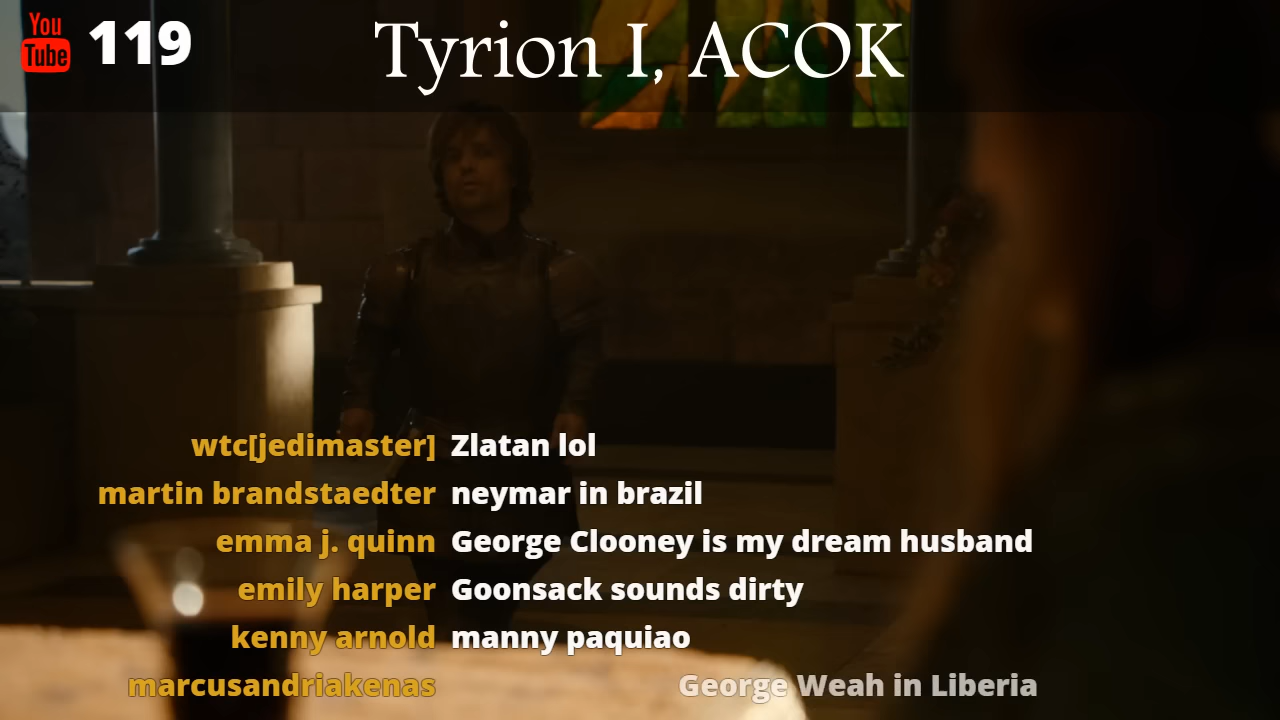 You
Tube
119
Tyrion I, ACOK
wtc[jedimaster] Zlatan lol
martin brandstaedter neymar in brazil
emma j. quinn George Clooney is my dream husband
emily harper Goonsack sounds dirty
kenny arnold manny paquiao
marcusandriakenas George Weah in Liberia